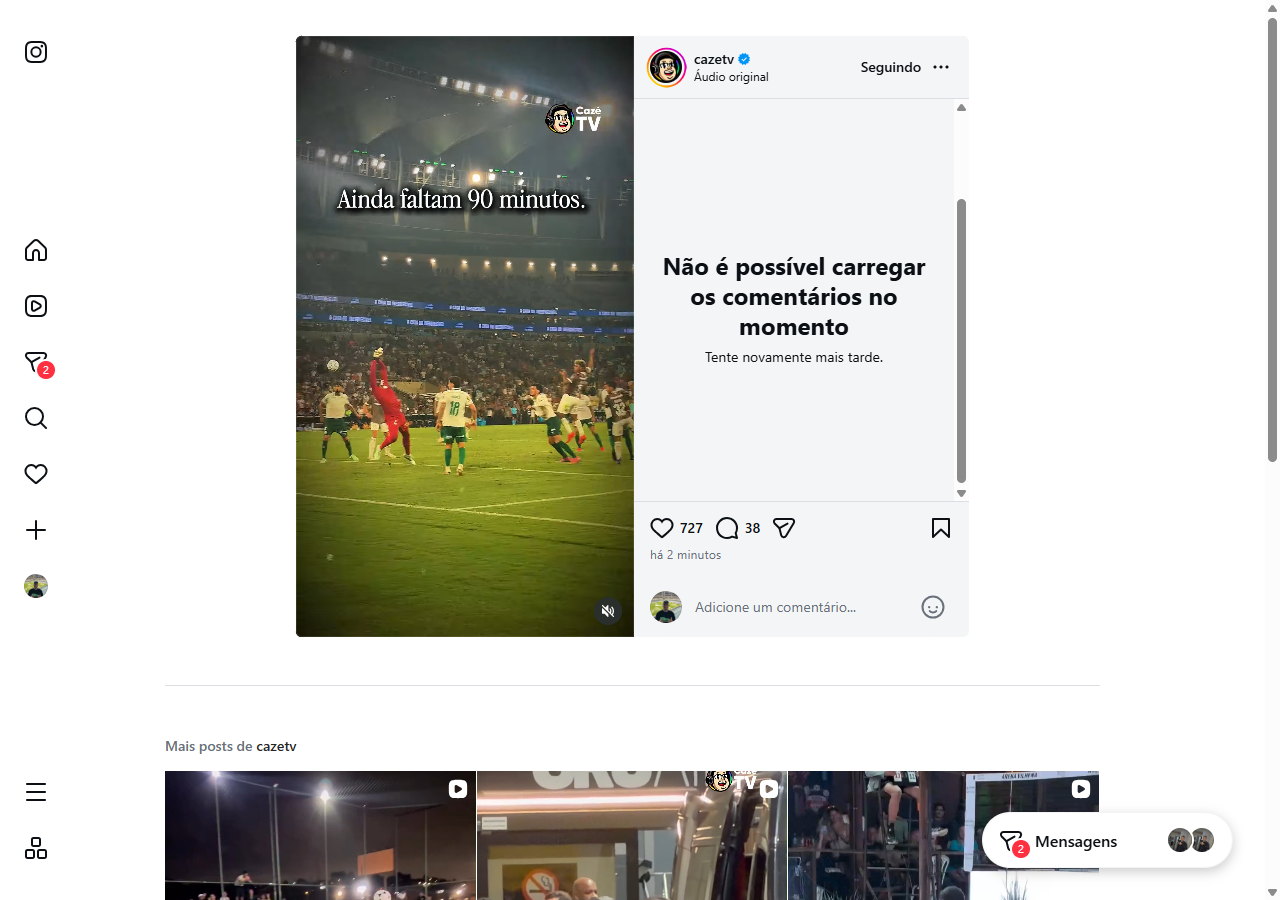 Cazé
TV
Ainda faltam 90 minutos.
18
cazetv
Áudio original
Seguindo
Não é possível carregar
os comentários no
momento
Tente novamente mais tarde.
727
38
há 2 minutos
Adicione um comentário...
2
Mais posts de cazetv
TV
2
Mensagens